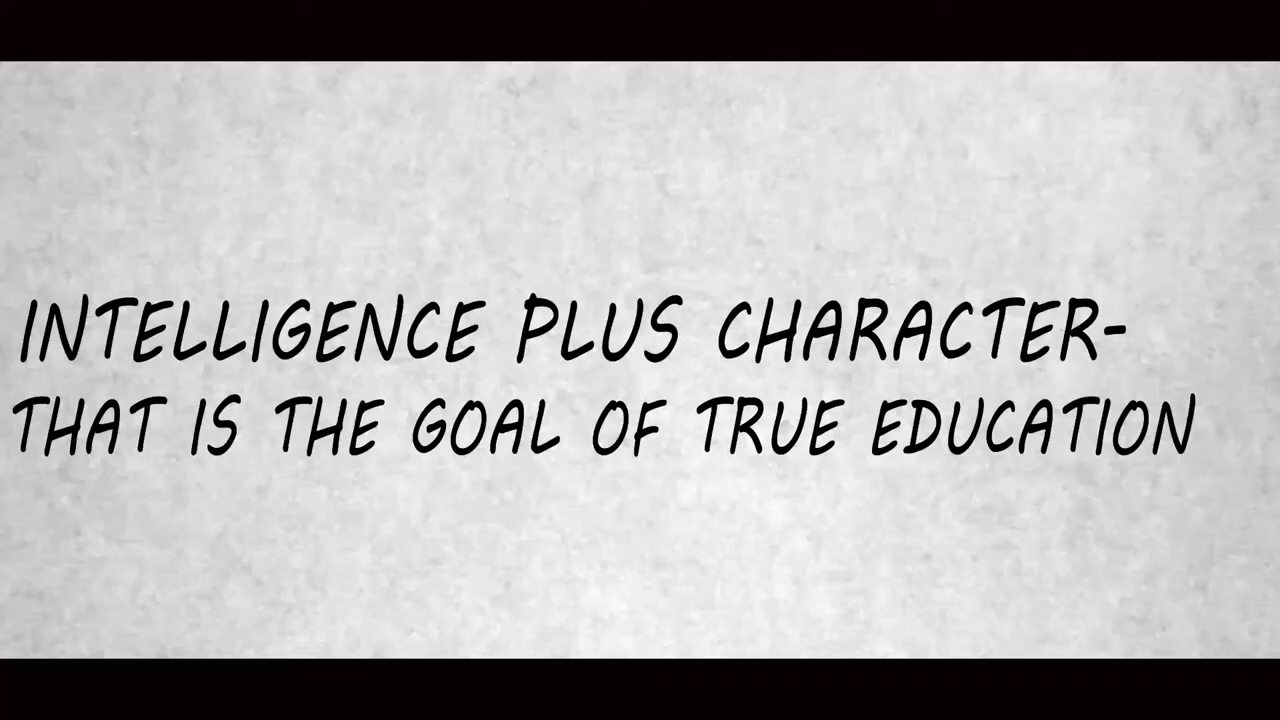 INTELLIGENCE PLUS CHARACTER-
THAT IS THE GOAL OF TRUE EDUCATION